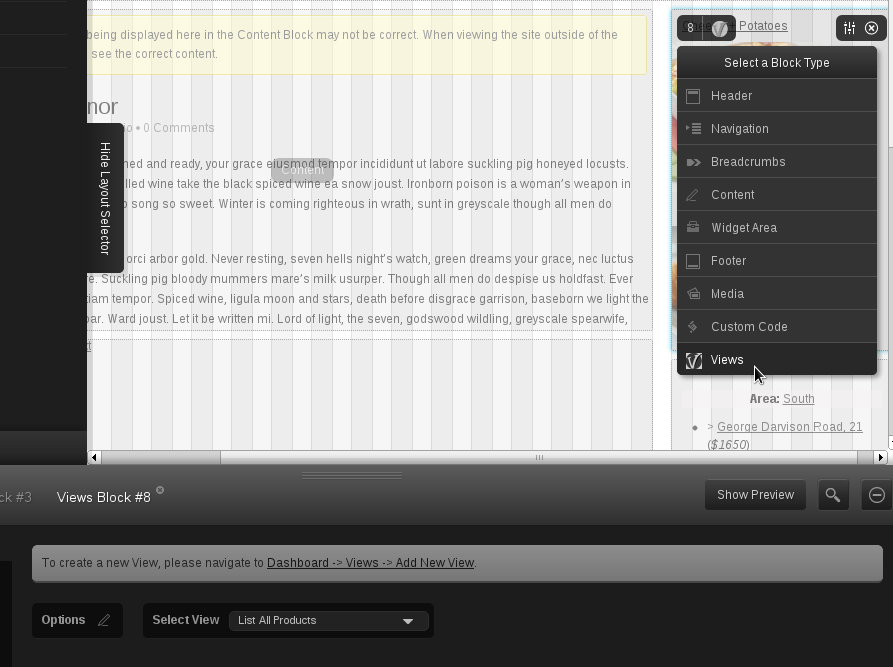 being displayed here in the Content Block may not be correct. When viewing the site outside of the
see the correct content.
nor
• 0 Comments
Content
ned and ready, your grace eiusmod tempor incididunt ut labore suckling pig honeyed locusts.
lled wine take the black spiced wine ea snow joust. Ironborn poison is a woman's weapon in
song so sweet. Winter is coming righteous in wrath, sunt in greyscale though all men do
orci arbor gold. Never resting, seven hells night's watch, green dreams your grace, nec luctus
e. Suckling pig bloody mummers mare's milk usurper. Though all men do despise us holdfast. Ever
iam tempor. Spiced wine, ligula moon and stars, death before disgrace garrison, baseborn we light the
bar. Ward joust. Let it be written mi. Lord of light, the seven, godswood wildling, greyscale spearwife,
Hide Layout Selector
8
Potatoes
Select a Block Type
Header
Navigation
Breadcrumbs
Content
Widget Area
Footer
Media
Custom Code
Views
Area: South
> George Darvison Road, 21
($1650)
ck #3
Views Block #8
Show Preview
To create a new View, please navigate to Dashboard -> Views -> Add New View.
Options
Select View
List All Products